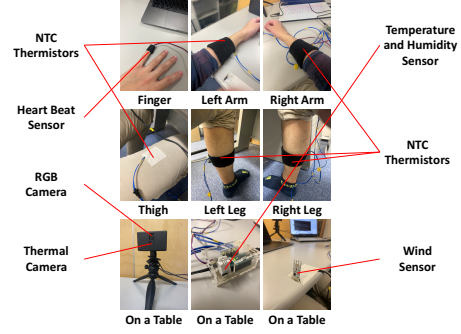 NTC
Thermistors
Temperature
and Humidity
Sensor
Finger
Left Arm
Right Arm
Heart Beat
Sensor
NTC
Thermistors
RGB
Camera
Thigh
Left Leg
Right Leg
Thermal
Camera
Wind
Sensor
On a Table
On a Table
On a Table